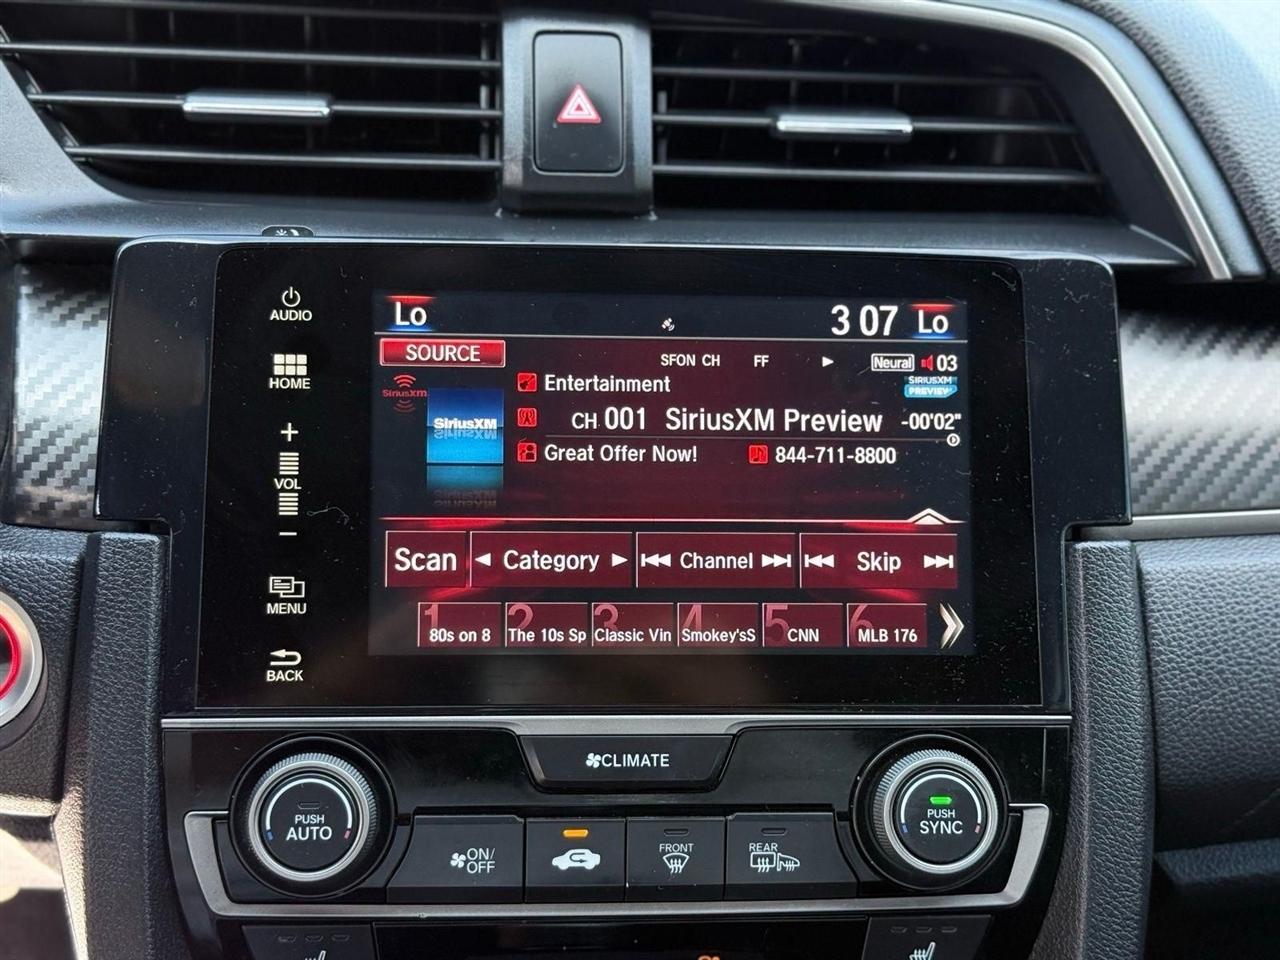 AUDIO
HOME
+
VOL
−
MENU
BACK
Lo 3 07 Lo
SOURCE SFON CH FF Neural 03
SiriusXM Entertainment SIRIUSXM PREVIEW
SiriusXM CH 001 SiriusXM Preview -00'02"
Great Offer Now! 844-711-8800
Scan Category Channel Skip
1 2 3 4 5 6
80s on 8 The 10s Sp Classic Vin Smokey'sS CNN MLB 176
CLIMATE
PUSH AUTO
ON/OFF
FRONT
REAR
PUSH SYNC